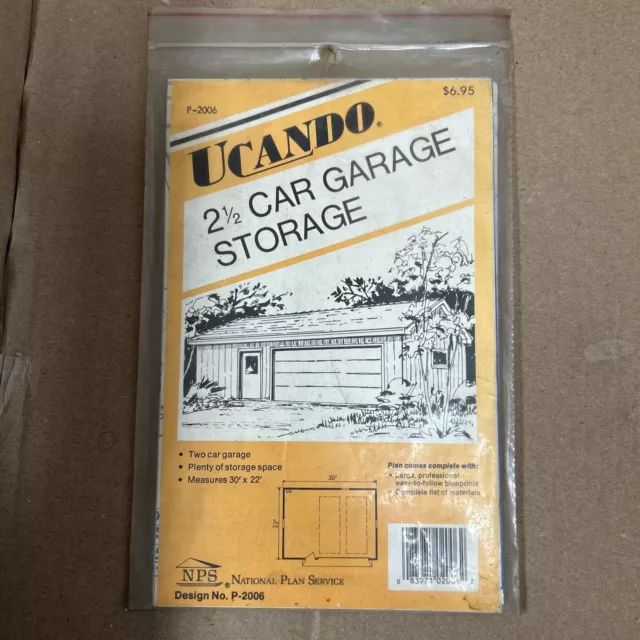 P-2006
$6.95
UCANDO®
2½ CAR GARAGE
STORAGE
• Two car garage
• Plenty of storage space
• Measures 30' x 22'
Plan comes complete with:
• Large, professional
easy-to-follow blueprints
• Complete list of materials
30'
22'
NPS® NATIONAL PLAN SERVICE
Design No. P-2006